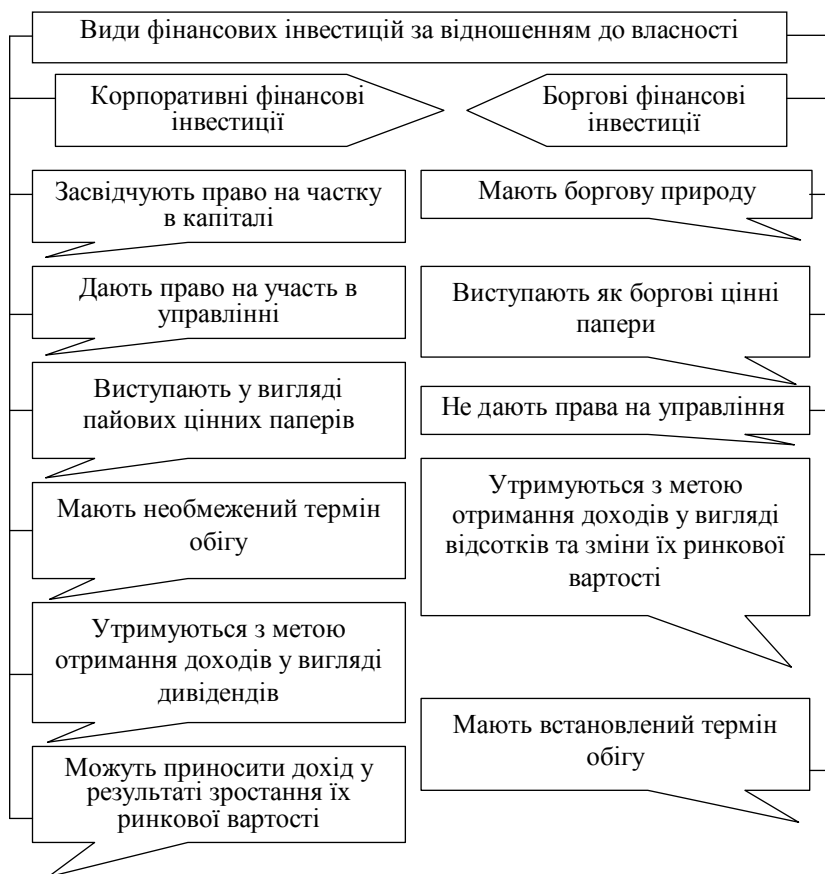 Види фінансових інвестицій за відношенням до власності
Корпоративні фінансові
інвестиції
Боргові фінансові
інвестиції
Засвідчують право на частку
в капіталі
Дають право на участь в
управлінні
Виступають у вигляді
пайових цінних паперів
Мають необмежений термін
обігу
Утримуються з метою
отримання доходів у вигляді
дивідендів
Можуть приносити дохід у
результаті зростання їх
ринкової вартості
Мають боргову природу
Виступають як боргові цінні
папери
Не дають права на управління
Утримуються з метою
отримання доходів у вигляді
відсотків та зміни їх ринкової
вартості
Мають встановлений термін
обігу